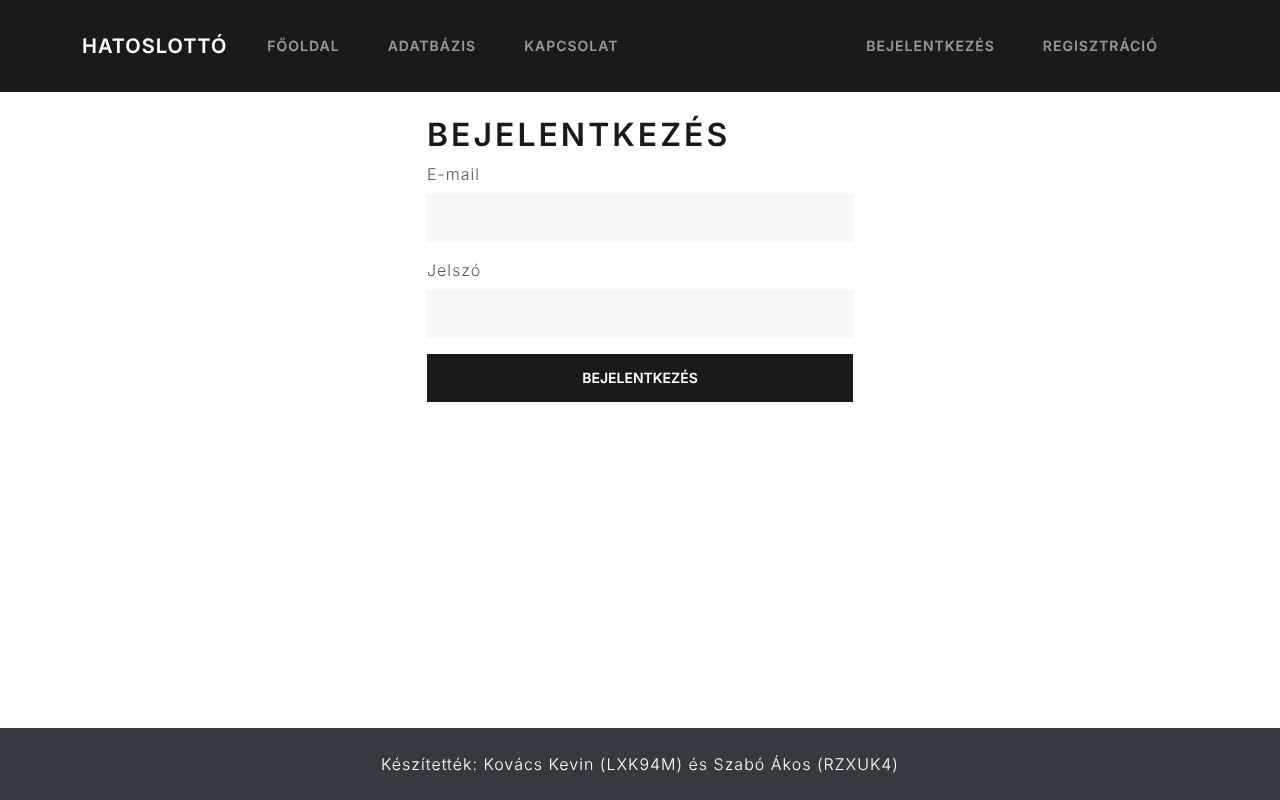 HATOSLOTTÓ FŐOLDAL ADATBÁZIS KAPCSOLAT BEJELENTKEZÉS REGISZTRÁCIÓ
BEJELENTKEZÉS
E-mail
Jelszó
BEJELENTKEZÉS
Készítették: Kovács Kevin (LXK94M) és Szabó Ákos (RZXUK4)